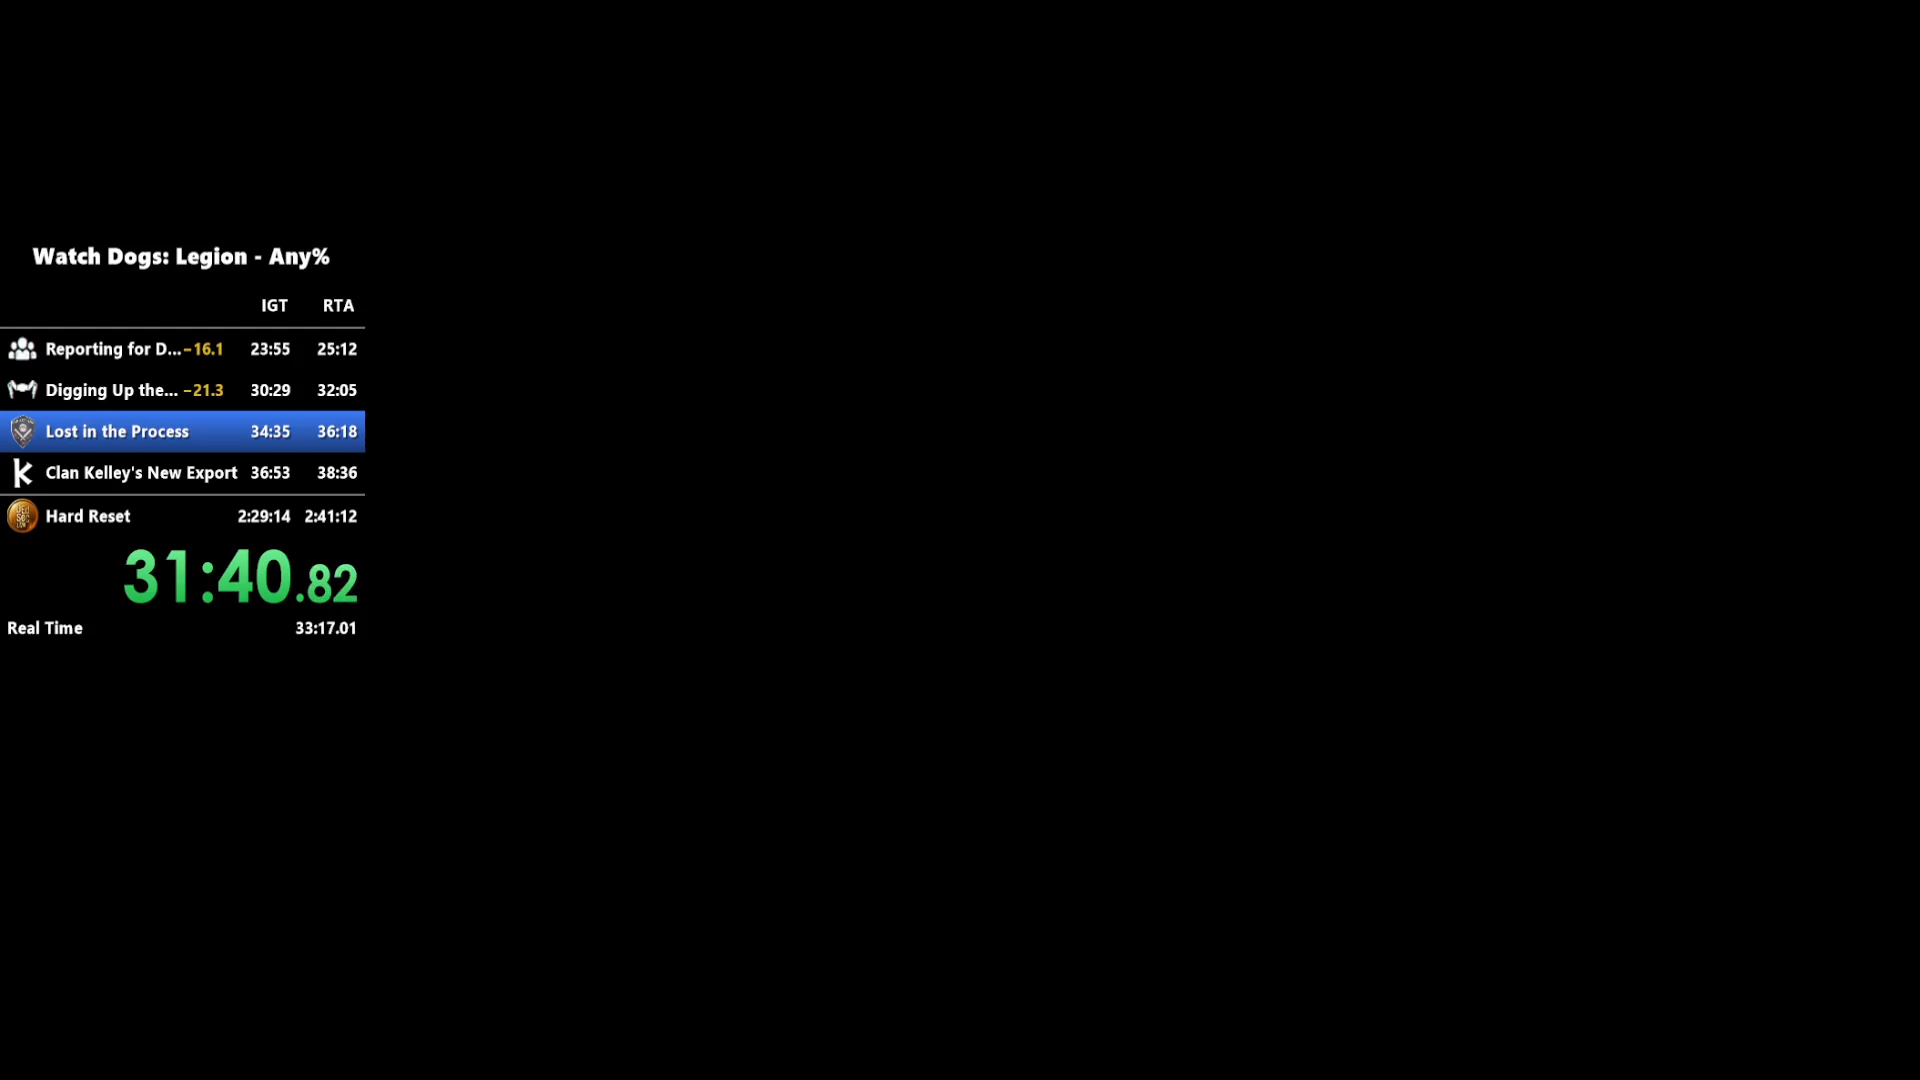 Watch Dogs: Legion - Any%
IGT RTA
Reporting for D... -16.1 23:55 25:12
Digging Up the... -21.3 30:29 32:05
Lost in the Process 34:35 36:18
Clan Kelley's New Export 36:53 38:36
Hard Reset 2:29:14 2:41:12
31:40.82
Real Time 33:17.01